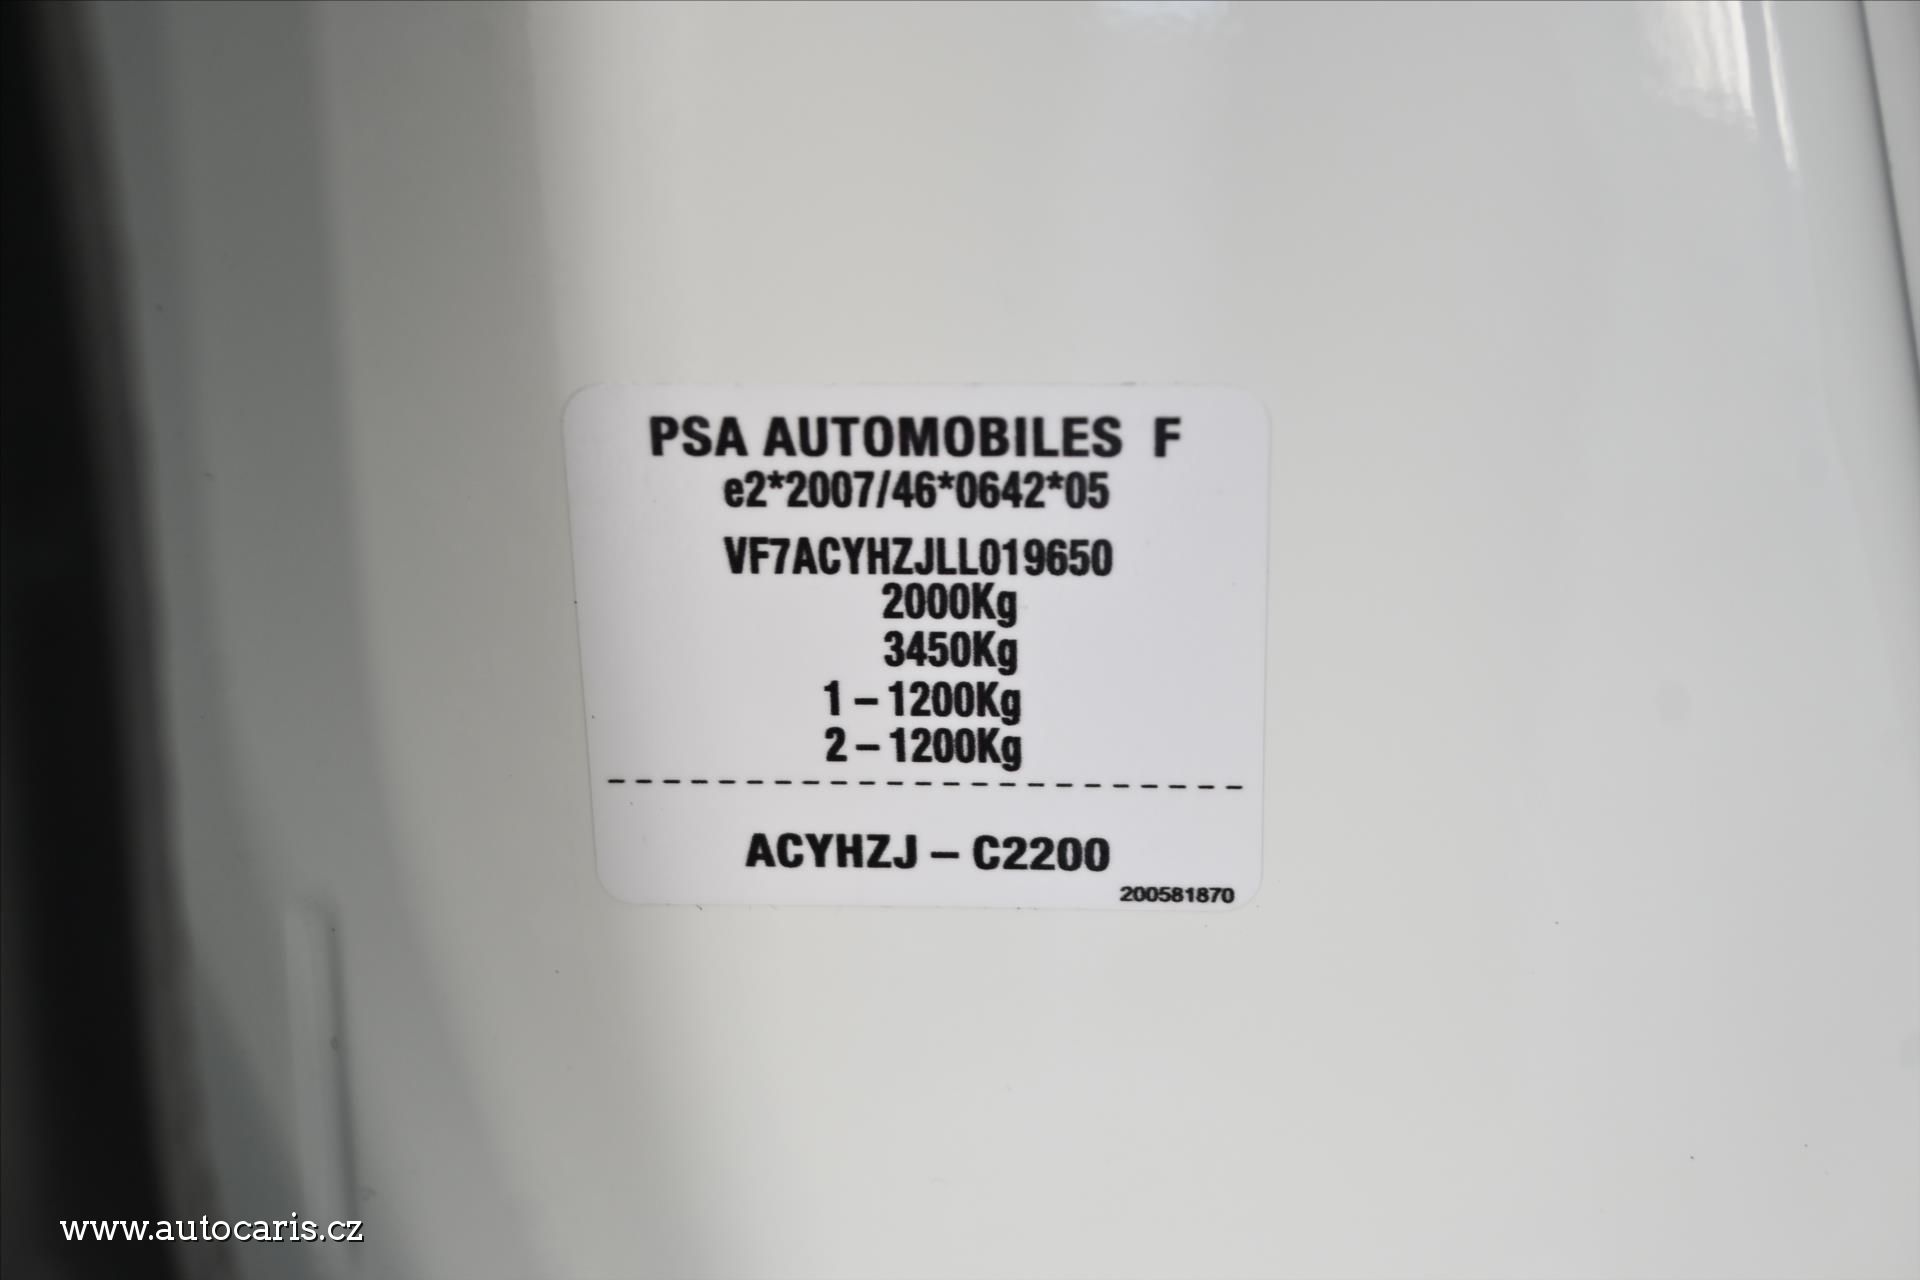 PSA AUTOMOBILES F
e2*2007/46*0642*05
VF7ACYHZJLL019650
2000Kg
3450Kg
1 – 1200Kg
2 – 1200Kg
ACYHZJ – C2200
200581870
www.autocaris.cz